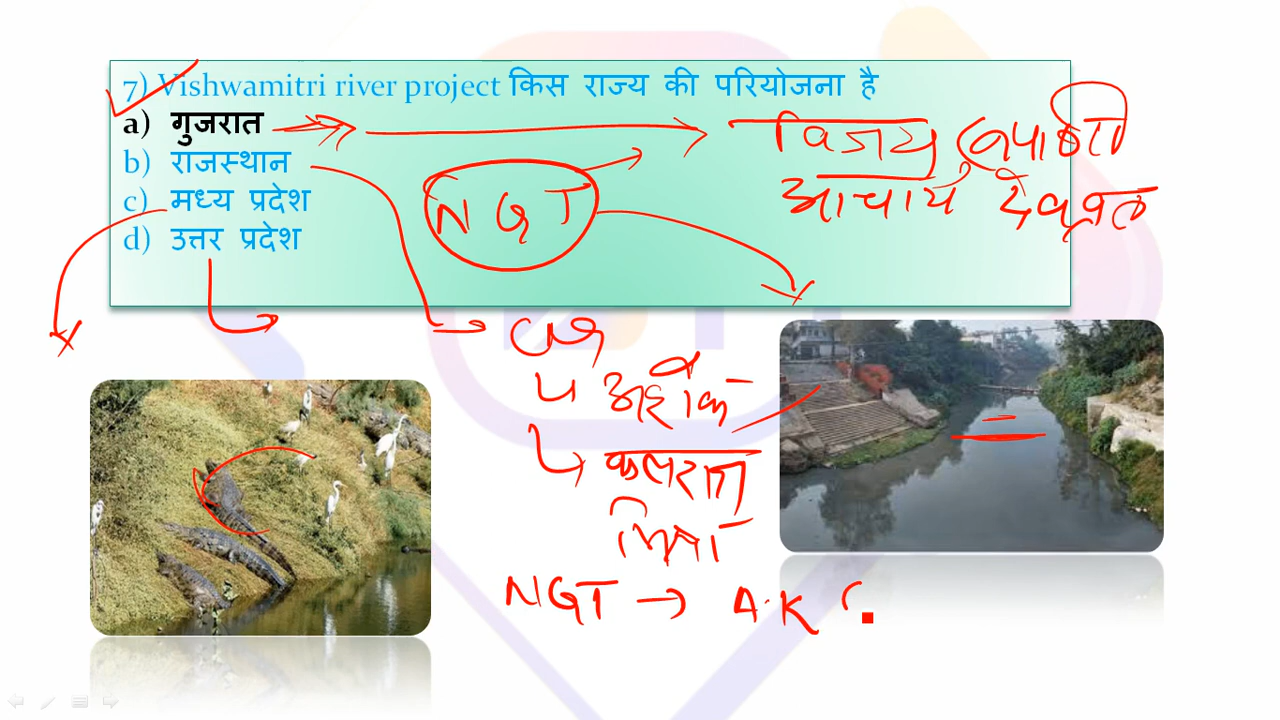 7) Vishwamitri river project किस राज्य की परियोजना है
a) गुजरात
b) राजस्थान
c) मध्य प्रदेश
d) उत्तर प्रदेश
विजय रुपाणी
आचार्य देवव्रत
NGT
अशोक
कलराज
मिश्रा
NGT → A.K